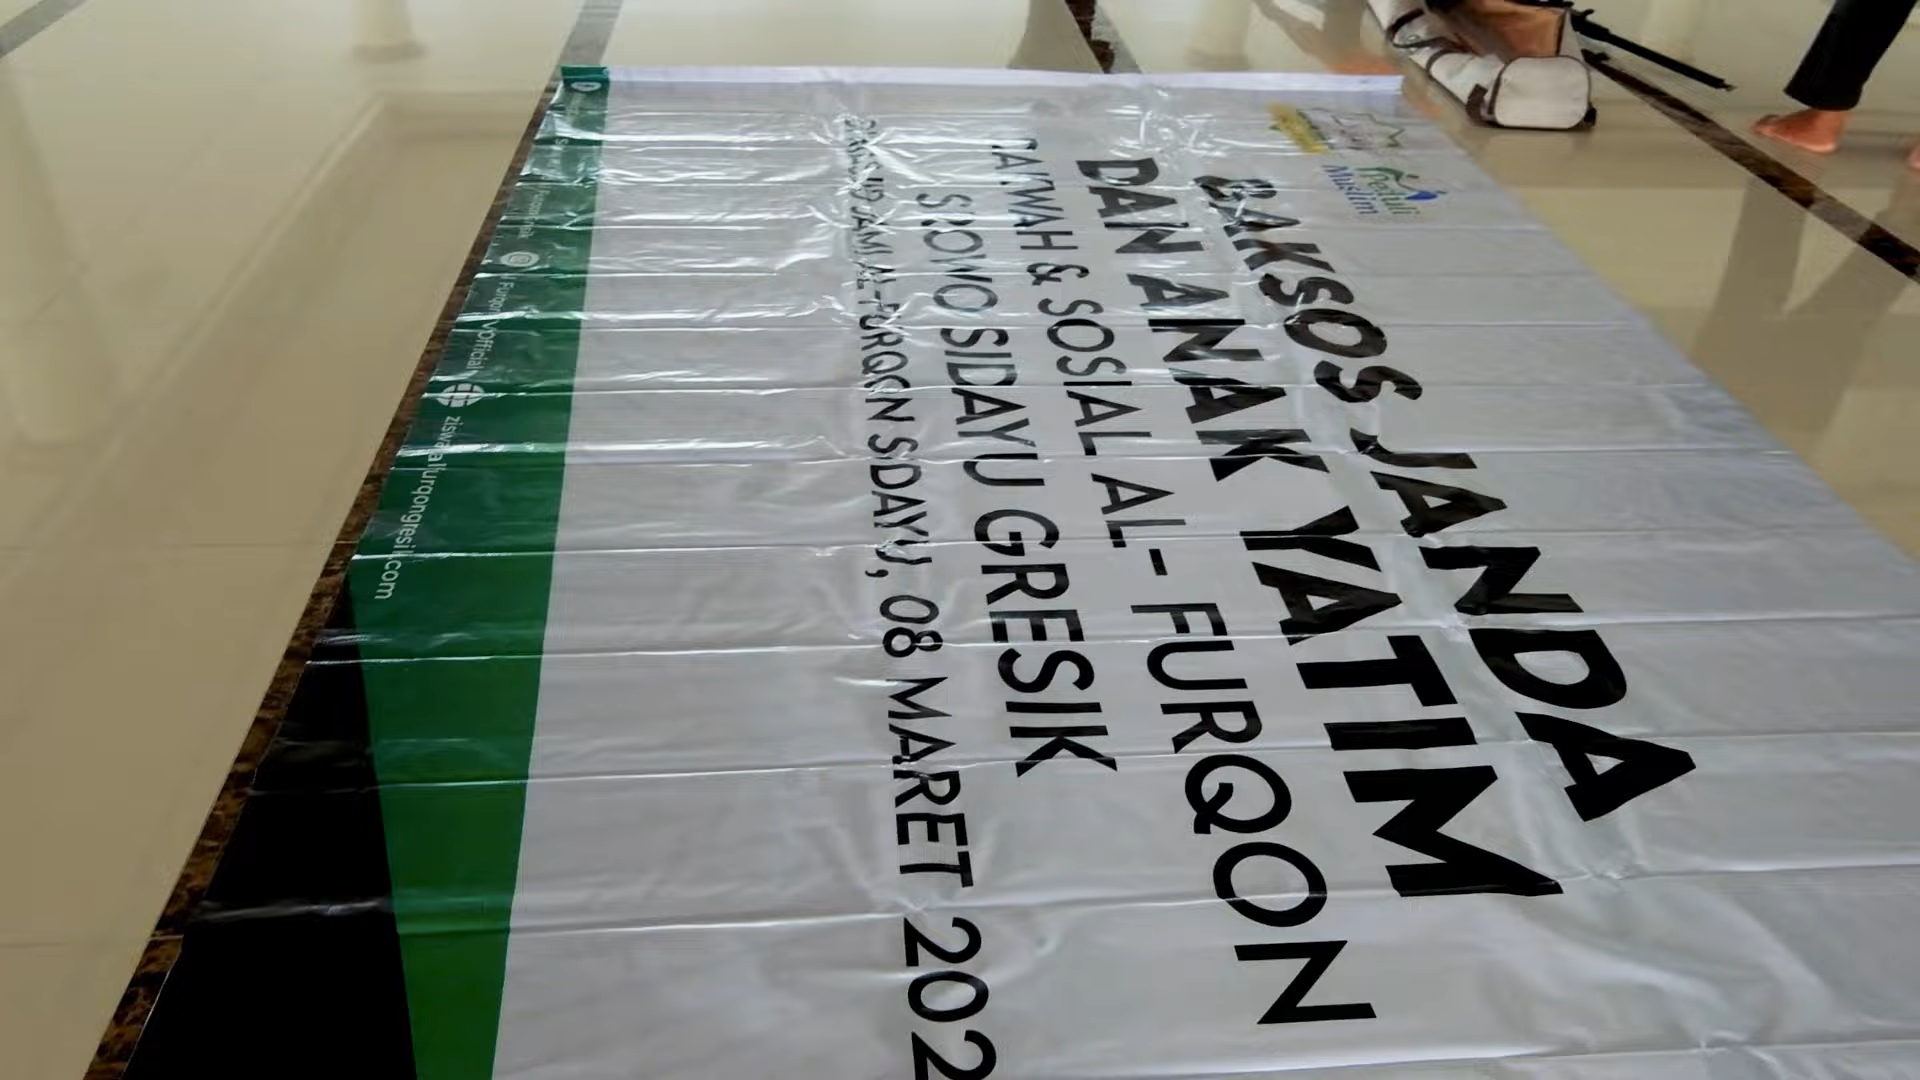 Peduli
Muslim
BAKSOS JANDA
DAN ANAK YATIM
DA'WAH & SOSIAL AL- FURQON
SROWO SIDAYU GRESIK
JAMI AL-FURQON SIDAYU, 08 MARET 202
ziswafalfurqongresik.com